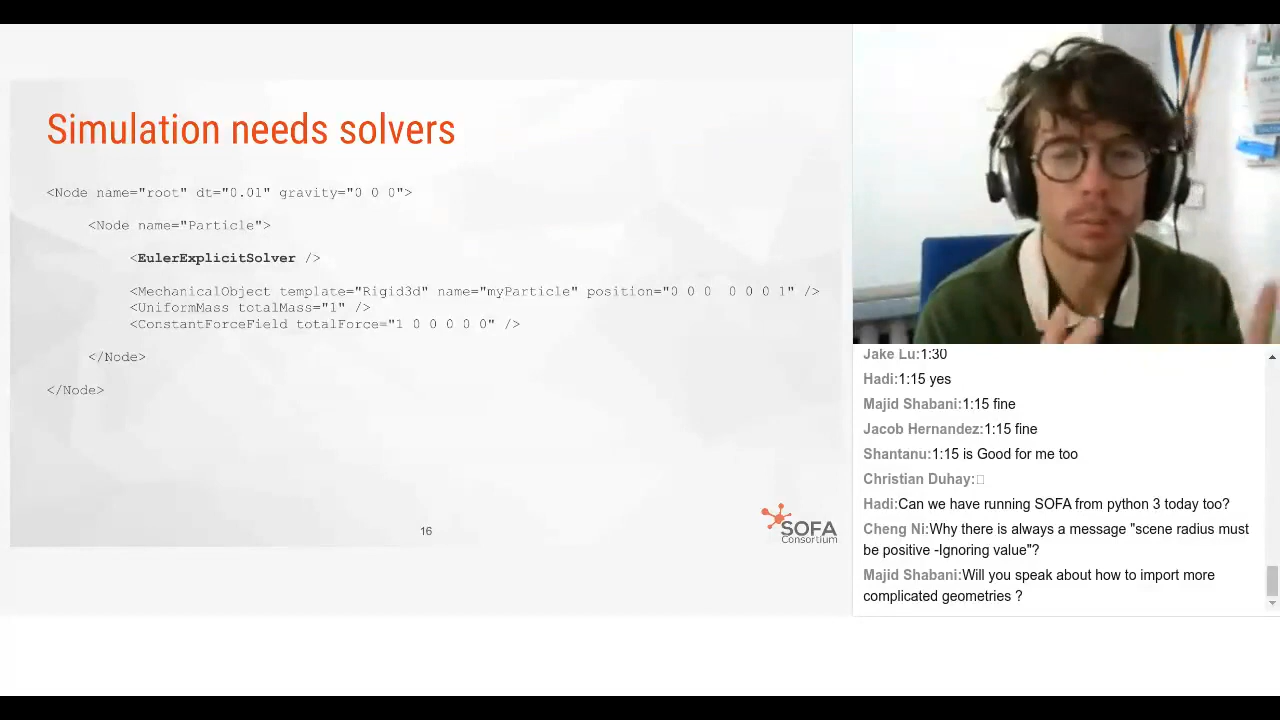 Simulation needs solvers
<Node name="root" dt="0.01" gravity="0 0 0">
<Node name="Particle">
<EulerExplicitSolver />
<MechanicalObject template="Rigid3d" name="myParticle" position="0 0 0  0 0 0 1" />
<UniformMass totalMass="1" />
<ConstantForceField totalForce="1 0 0 0 0 0" />
</Node>
</Node>
16
SOFA
Consortium
Jake Lu:1:30
Hadi:1:15 yes
Majid Shabani:1:15 fine
Jacob Hernandez:1:15 fine
Shantanu:1:15 is Good for me too
Christian Duhay:
Hadi:Can we have running SOFA from python 3 today too?
Cheng Ni:Why there is always a message "scene radius must
be positive -Ignoring value"?
Majid Shabani:Will you speak about how to import more
complicated geometries ?